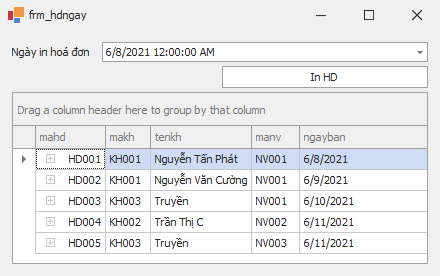 frm_hdngay
Ngày in hoá đơn 6/8/2021 12:00:00 AM
In HD
Drag a column header here to group by that column
mahd makh tenkh manv ngayban
HD001 KH001 Nguyễn Tấn Phát NV001 6/8/2021
HD002 KH001 Nguyễn Văn Cường NV001 6/9/2021
HD003 KH003 Truyền NV001 6/10/2021
HD004 KH002 Trần Thị C NV002 6/11/2021
HD005 KH003 Truyền NV003 6/11/2021